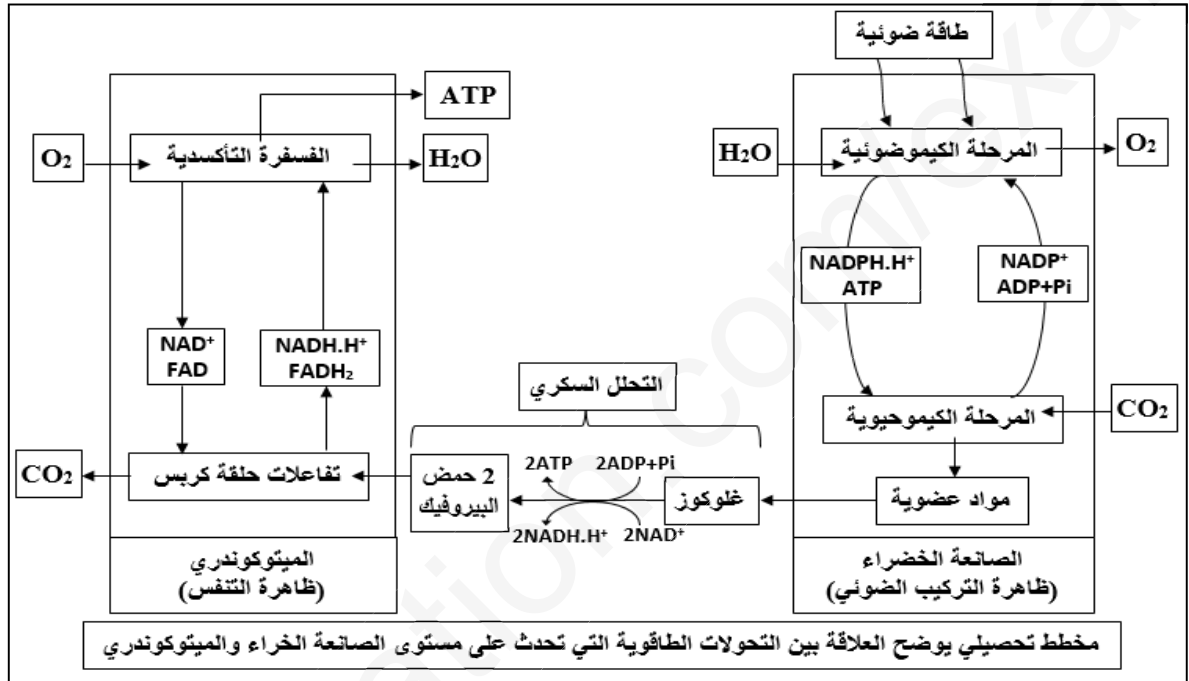 طاقة ضوئية
المرحلة الكيموضوئية
H₂O
O₂
NADPH.H⁺
ATP
NADP⁺
ADP+Pi
المرحلة الكيموحيوية
CO₂
مواد عضوية
الصانعة الخضراء
(ظاهرة التركيب الضوئي)
التحلل السكري
غلوكوز
2ATP
2ADP+Pi
2NADH.H⁺
2NAD⁺
2 حمض
البيروفيك
ATP
الفسفرة التأكسدية
O₂
H₂O
NAD⁺
FAD
NADH.H⁺
FADH₂
تفاعلات حلقة كربس
CO₂
الميتوكوندري
(ظاهرة التنفس)
مخطط تحصيلي يوضح العلاقة بين التحولات الطاقوية التي تحدث على مستوى الصانعة الخراء والميتوكوندري